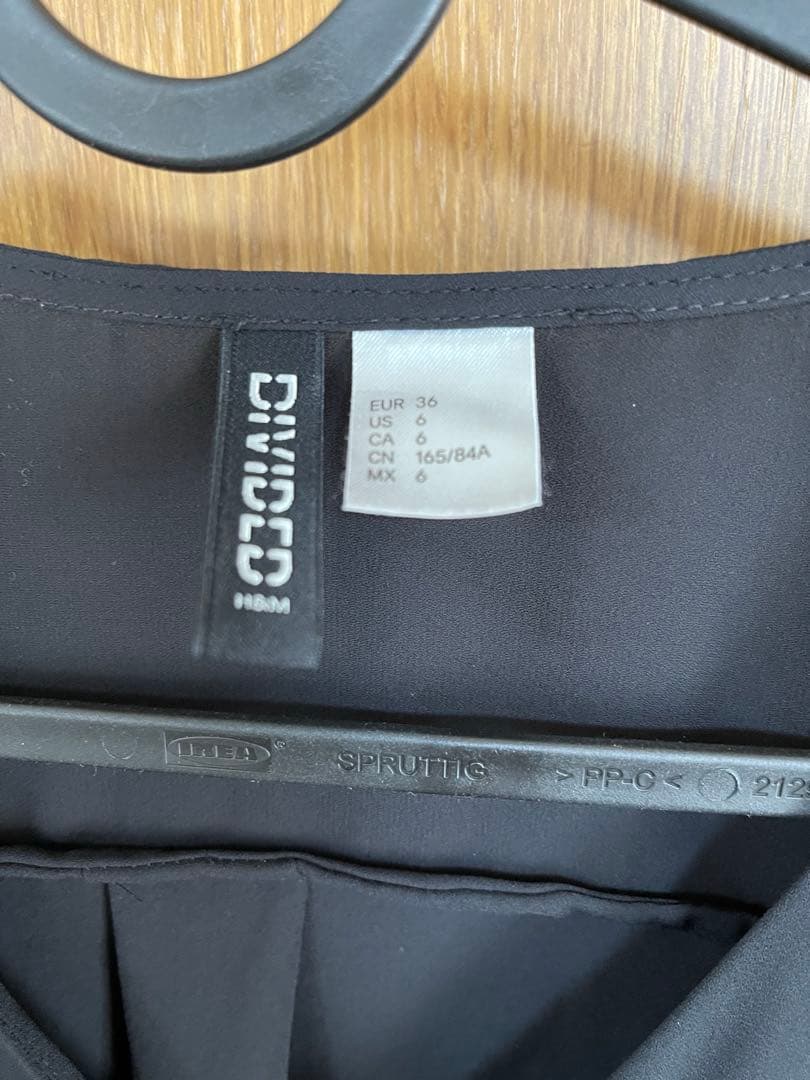 DIVIDED
H&M
EUR 36
US 6
CA 6
CN 165/84A
MX 6
IKEA® SPRUTTIG >PP-C<